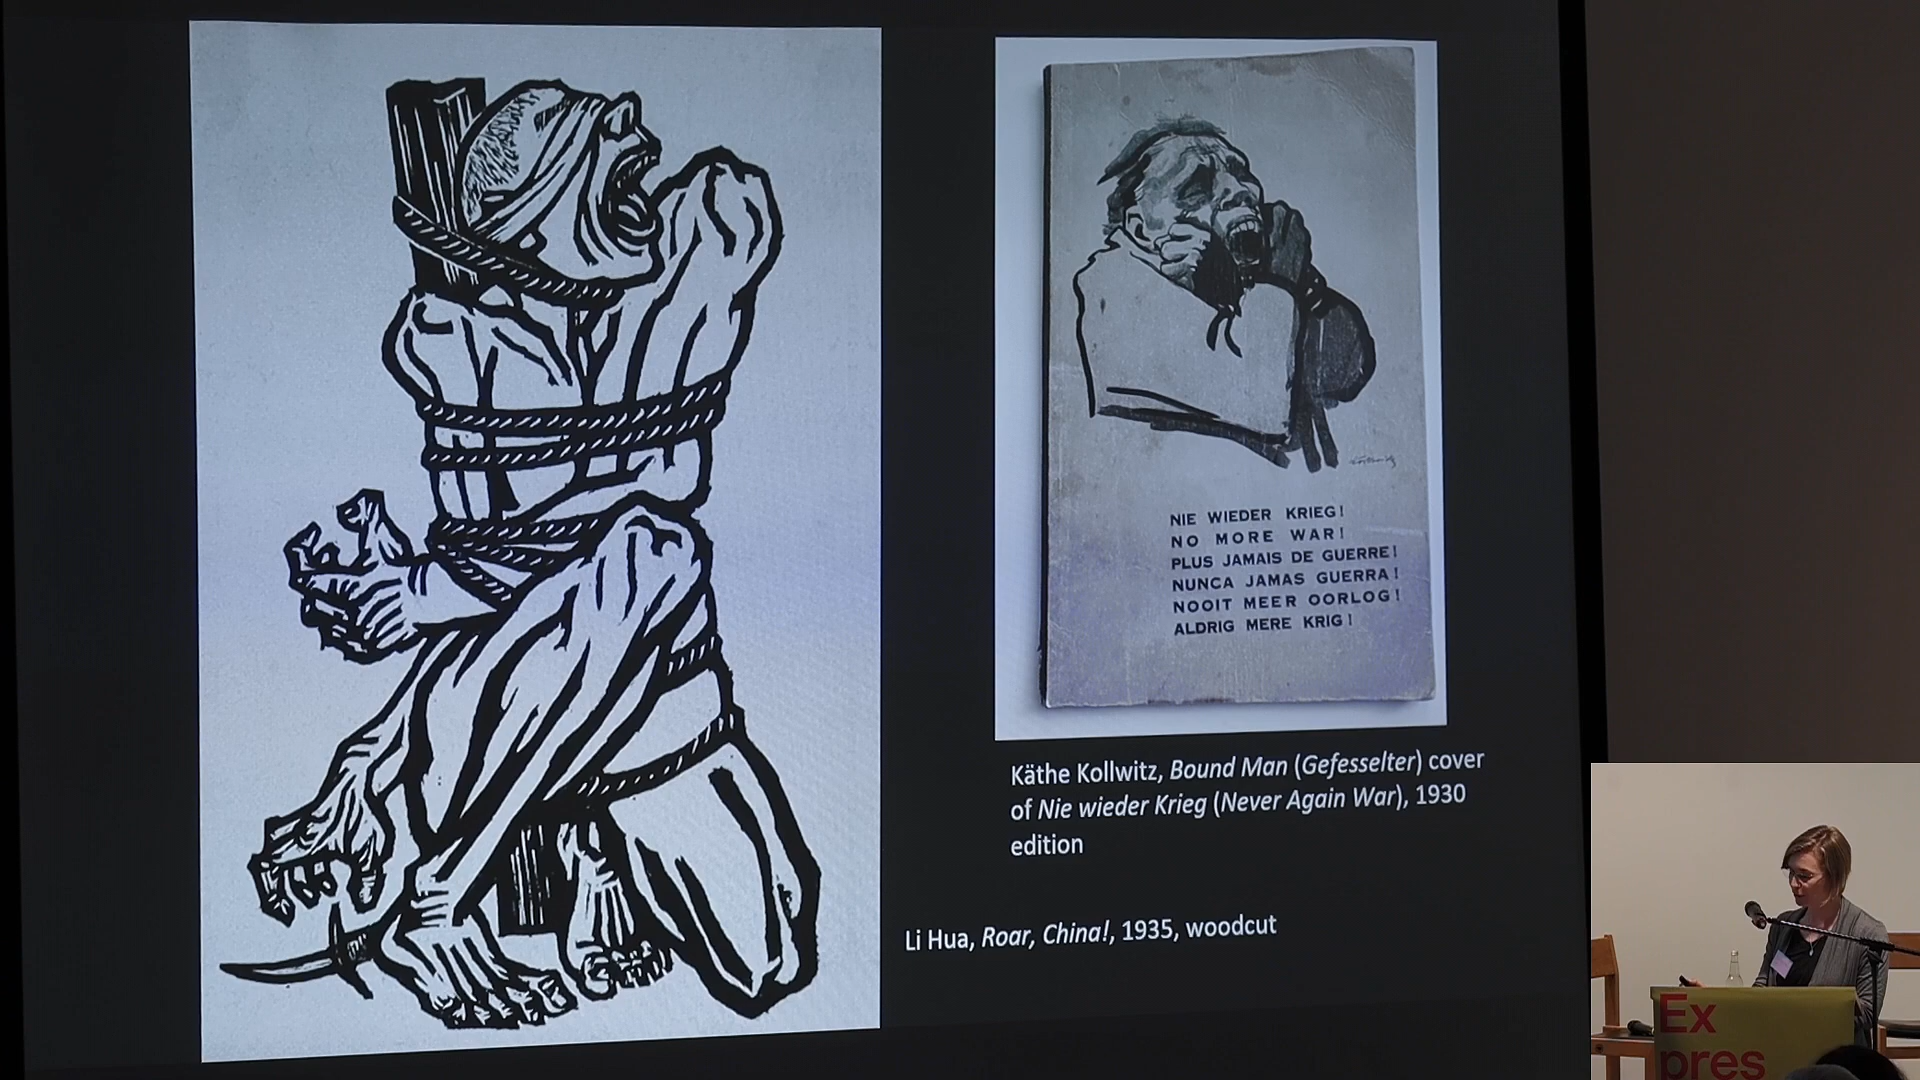 NIE WIEDER KRIEG!
NO MORE WAR!
PLUS JAMAIS DE GUERRE!
NUNCA JAMAS GUERRA!
NOOIT MEER OORLOG!
ALDRIG MERE KRIG!
Käthe Kollwitz, Bound Man (Gefesselter) cover
of Nie wieder Krieg (Never Again War), 1930
edition
Li Hua, Roar, China!, 1935, woodcut
Ex
pres